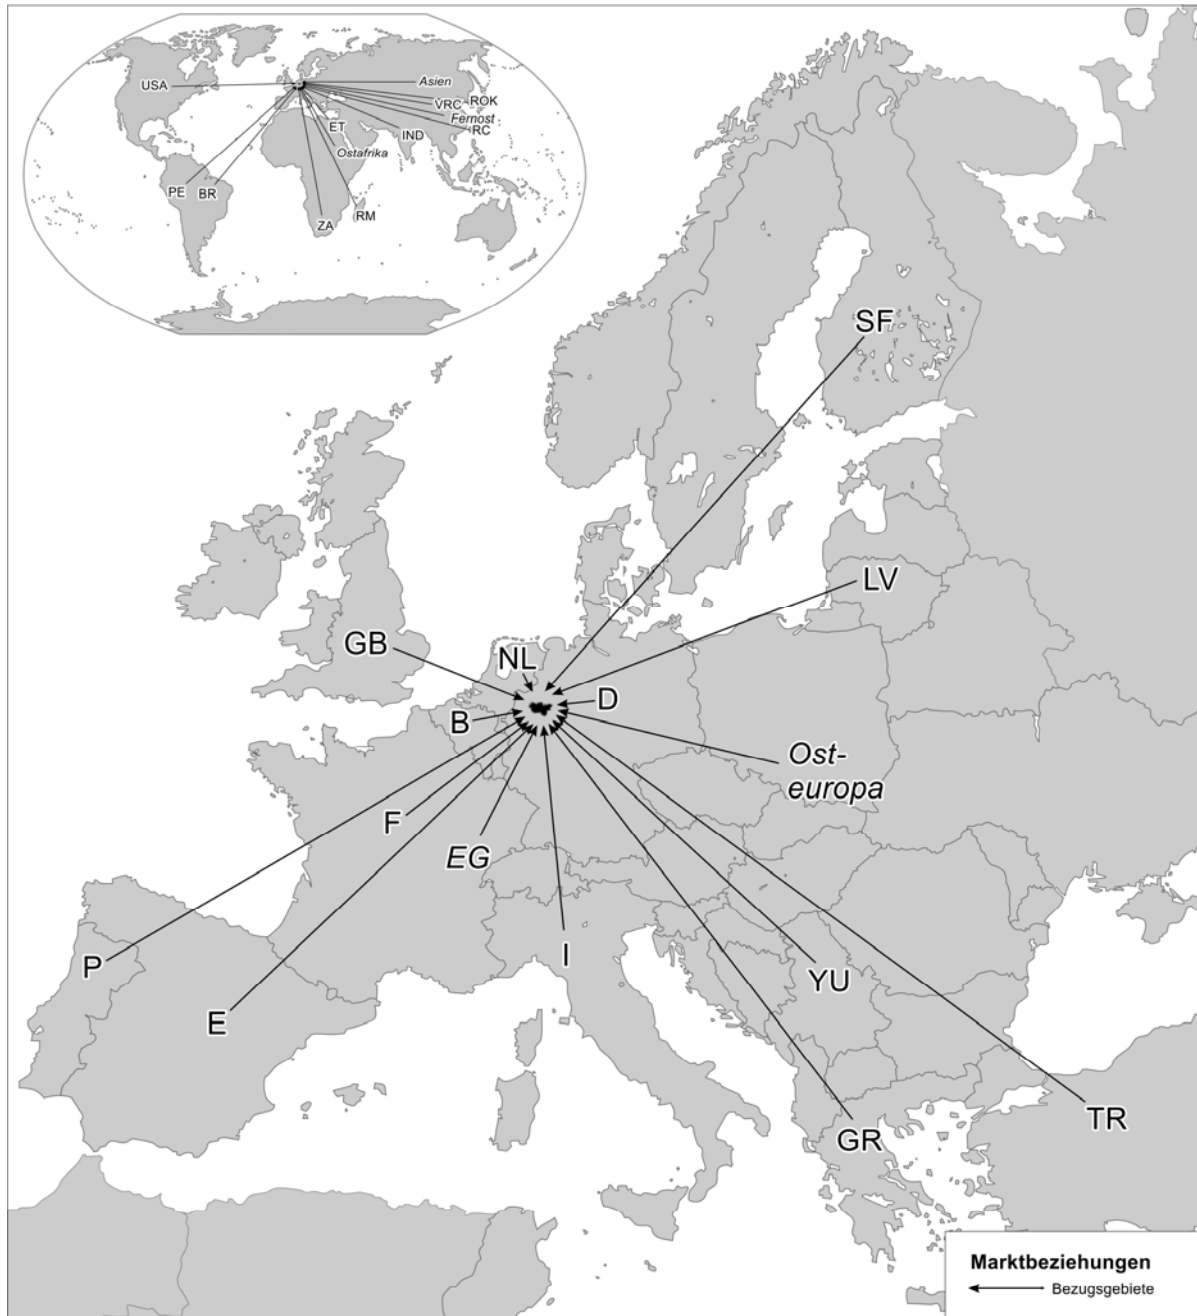 USA
Asien
ROK
VRC
Fernost
RC
ET
IND
Ostafrika
PE
BR
ZA
RM
SF
LV
GB
NL
D
B
Ost-
europa
F
EG
I
P
E
YU
TR
GR
Marktbeziehungen
Bezugsgebiete